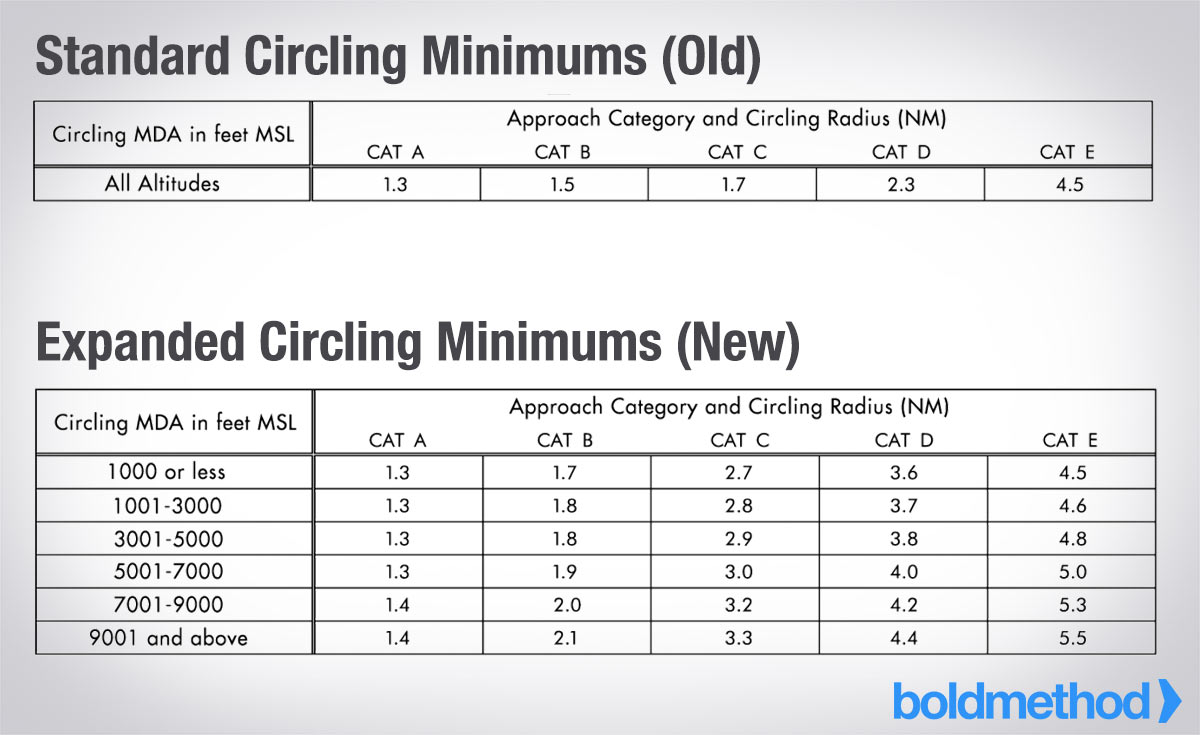 Standard Circling Minimums (Old)
Circling MDA in feet MSL
Approach Category and Circling Radius (NM)
CAT A CAT B CAT C CAT D CAT E
All Altitudes 1.3 1.5 1.7 2.3 4.5
Expanded Circling Minimums (New)
Circling MDA in feet MSL
Approach Category and Circling Radius (NM)
CAT A CAT B CAT C CAT D CAT E
1000 or less 1.3 1.7 2.7 3.6 4.5
1001-3000 1.3 1.8 2.8 3.7 4.6
3001-5000 1.3 1.8 2.9 3.8 4.8
5001-7000 1.3 1.9 3.0 4.0 5.0
7001-9000 1.4 2.0 3.2 4.2 5.3
9001 and above 1.4 2.1 3.3 4.4 5.5
boldmethod